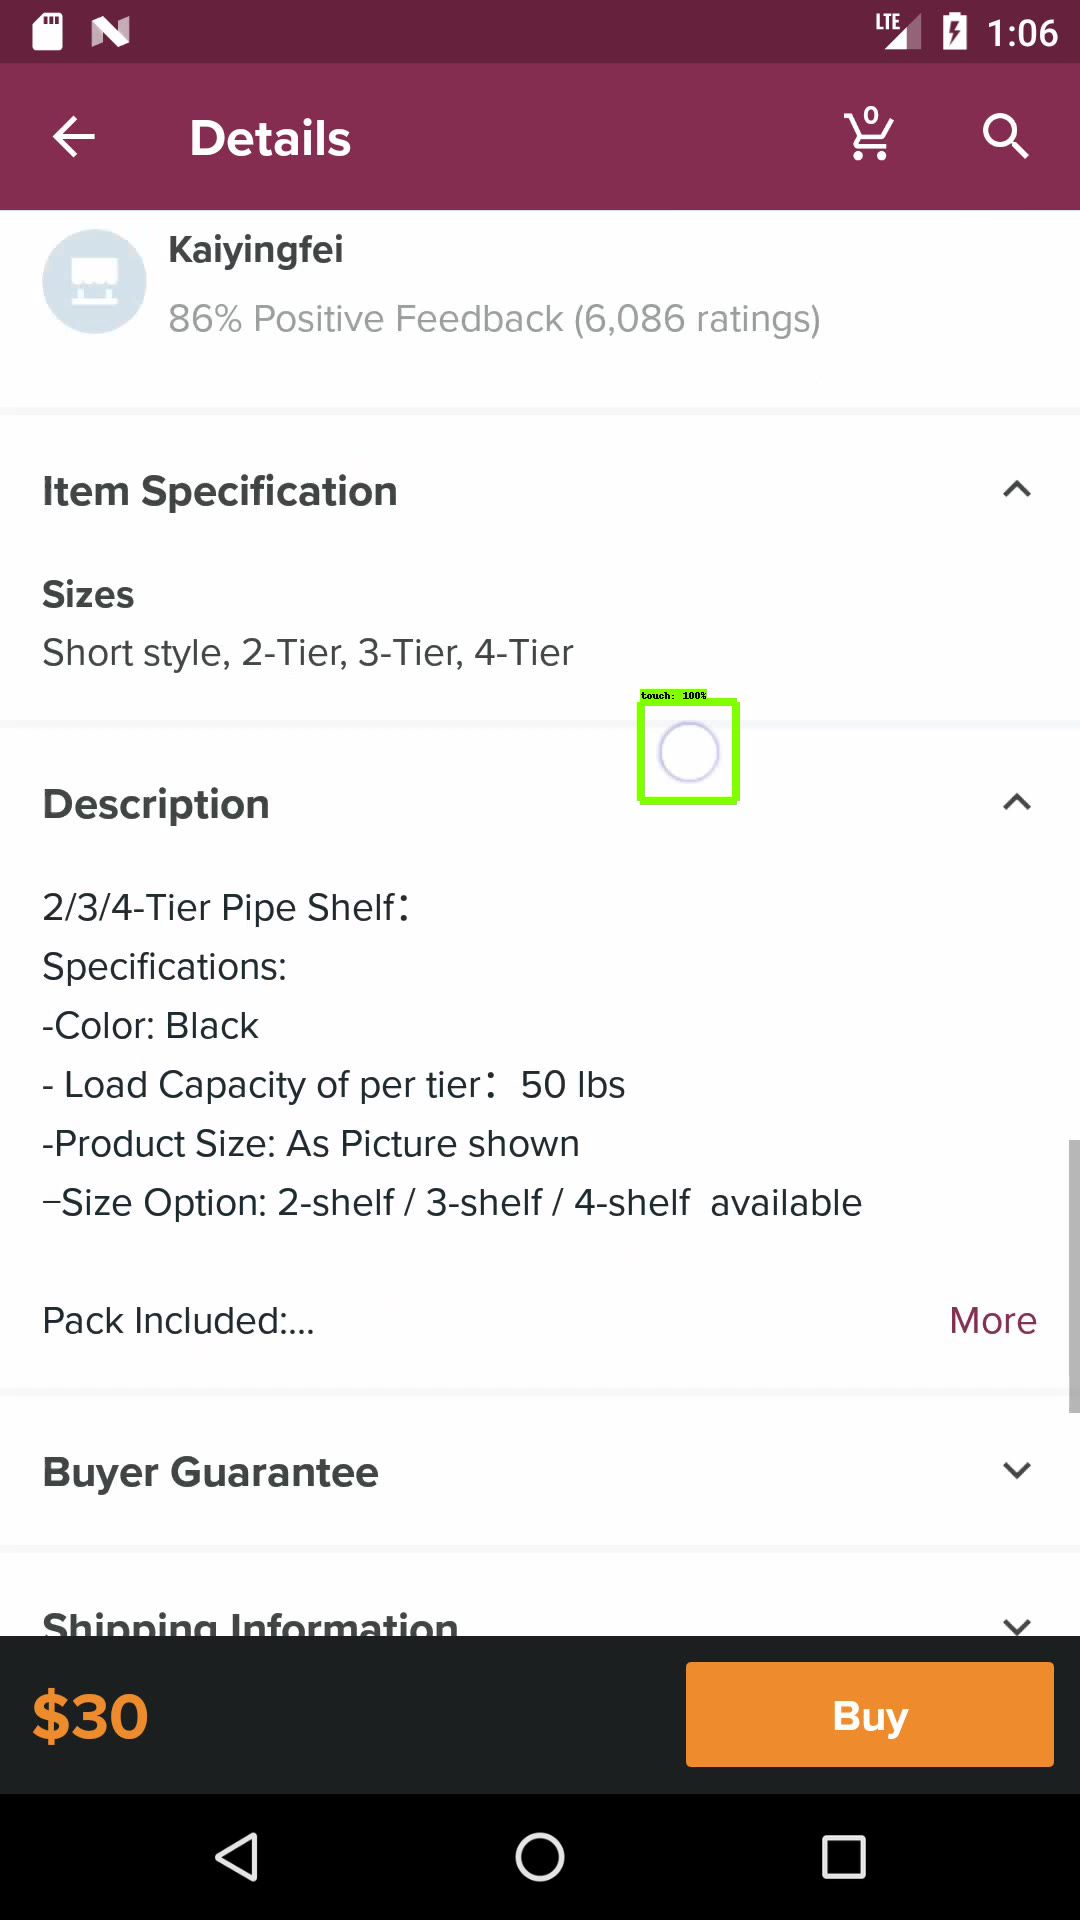 LTE 1:06
Details 0
Kaiyingfei
86% Positive Feedback (6,086 ratings)
Item Specification
Sizes
Short style, 2-Tier, 3-Tier, 4-Tier
touch: 100%
Description
2/3/4-Tier Pipe Shelf：
Specifications:
-Color: Black
- Load Capacity of per tier： 50 lbs
-Product Size: As Picture shown
–Size Option: 2-shelf / 3-shelf / 4-shelf  available
Pack Included:... More
Buyer Guarantee
Shipping Information
$30 Buy